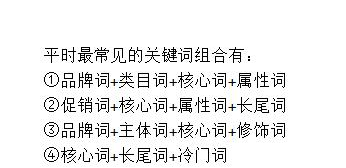 平时最常见的关键词组合有：
①品牌词+类目词+核心词+属性词
②促销词+核心词+属性词+长尾词
③品牌词+主体词+核心词+修饰词
④核心词+长尾词+冷门词